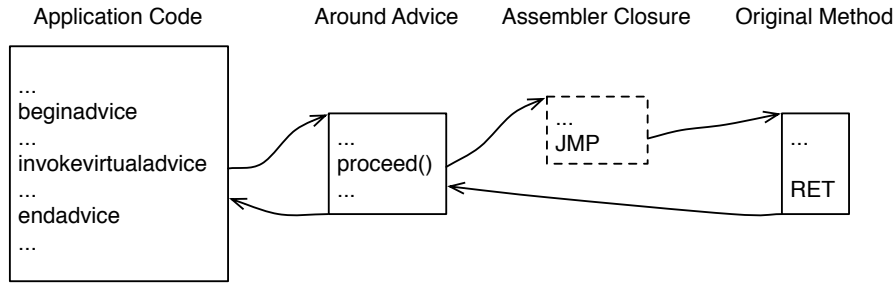 Application Code
Around Advice
Assembler Closure
Original Method
...
beginadvice
...
invokevirtualadvice
...
endadvice
...
...
proceed()
...
...
JMP
...
RET